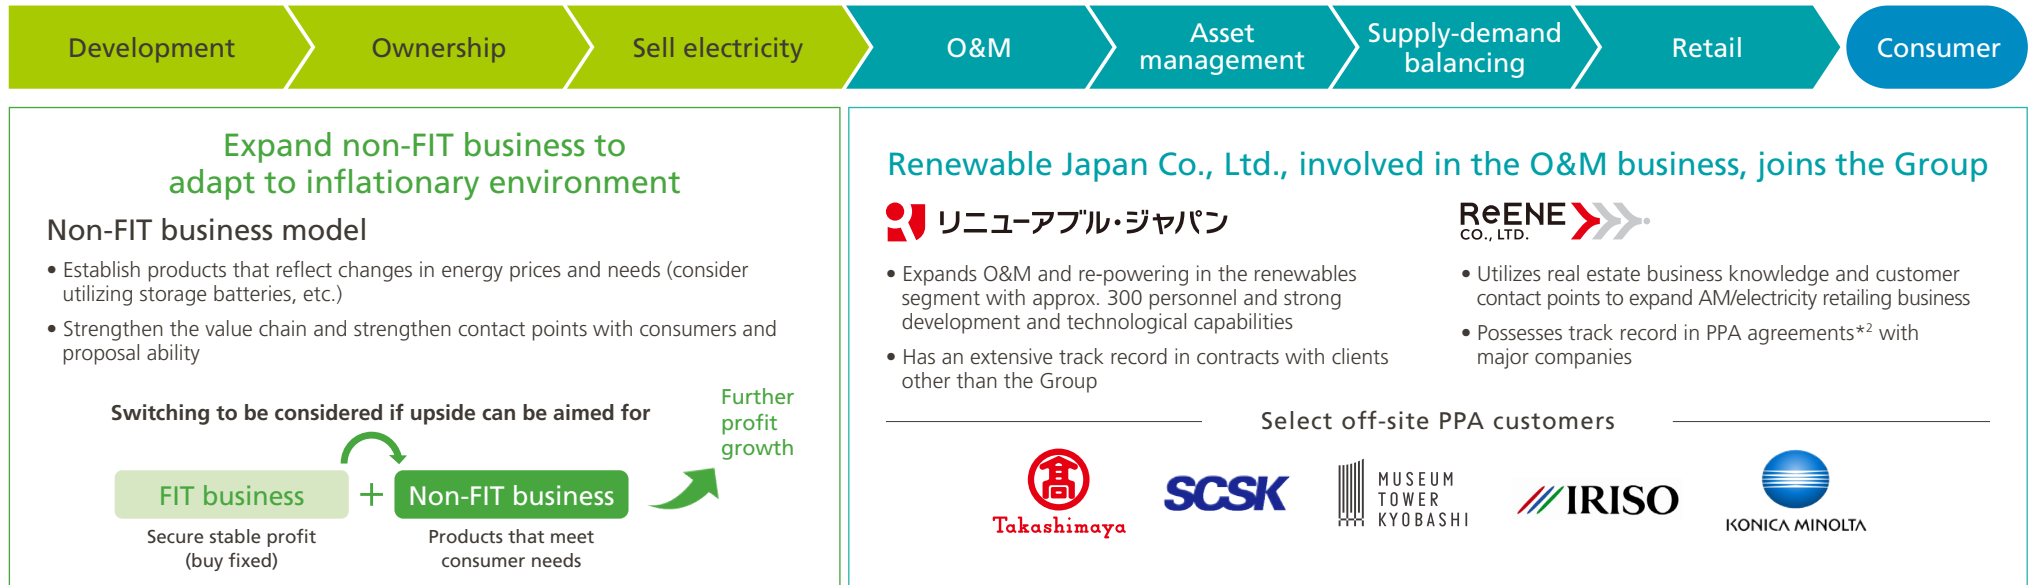 Development
Ownership
Sell electricity
O&M
Asset
management
Supply-demand
balancing
Retail
Consumer
Expand non-FIT business to
adapt to inflationary environment
Non-FIT business model
• Establish products that reflect changes in energy prices and needs (consider
utilizing storage batteries, etc.)
• Strengthen the value chain and strengthen contact points with consumers and
proposal ability
Switching to be considered if upside can be aimed for
Further
profit
growth
FIT business
+
Non-FIT business
Secure stable profit
(buy fixed)
Products that meet
consumer needs
Renewable Japan Co., Ltd., involved in the O&M business, joins the Group
リニューアブル・ジャパン
• Expands O&M and re-powering in the renewables
segment with approx. 300 personnel and strong
development and technological capabilities
• Has an extensive track record in contracts with clients
other than the Group
ReENE
CO., LTD.
• Utilizes real estate business knowledge and customer
contact points to expand AM/electricity retailing business
• Possesses track record in PPA agreements*2 with
major companies
Select off-site PPA customers
髙
Takashimaya
SCSK
MUSEUM
TOWER
KYOBASHI
IRISO
KONICA MINOLTA